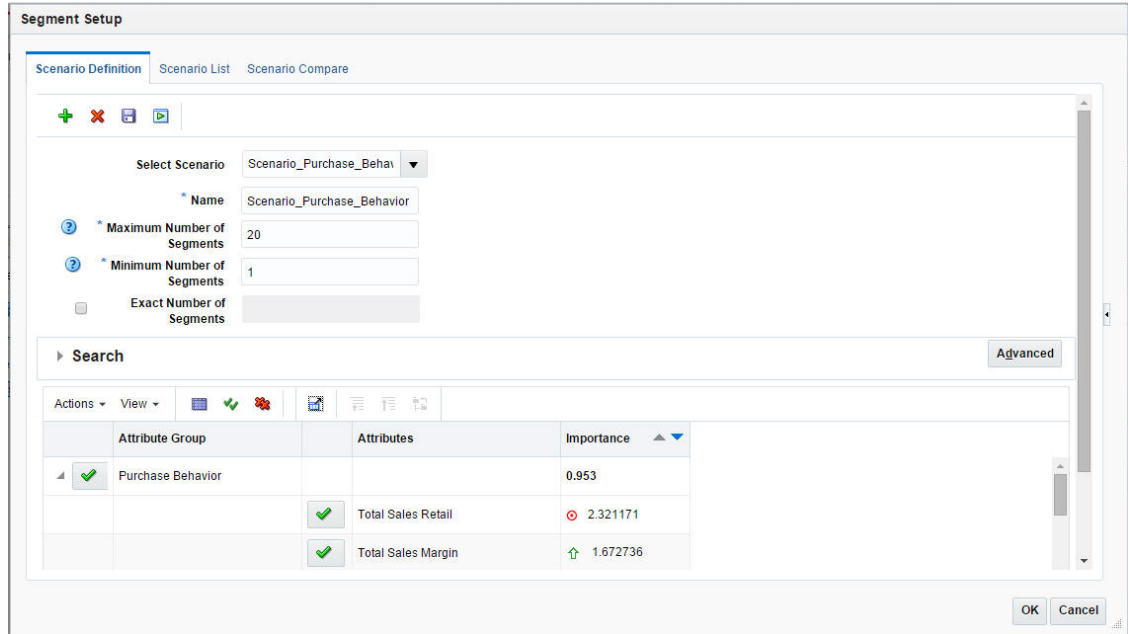 Segment Setup
Scenario Definition Scenario List Scenario Compare
Select Scenario Scenario_Purchase_Behav
* Name Scenario_Purchase_Behavior
? * Maximum Number of
Segments 20
? * Minimum Number of
Segments 1
Exact Number of
Segments
Search Advanced
Actions View
Attribute Group Attributes Importance
Purchase Behavior 0.953
Total Sales Retail 2.321171
Total Sales Margin 1.672736
OK Cancel